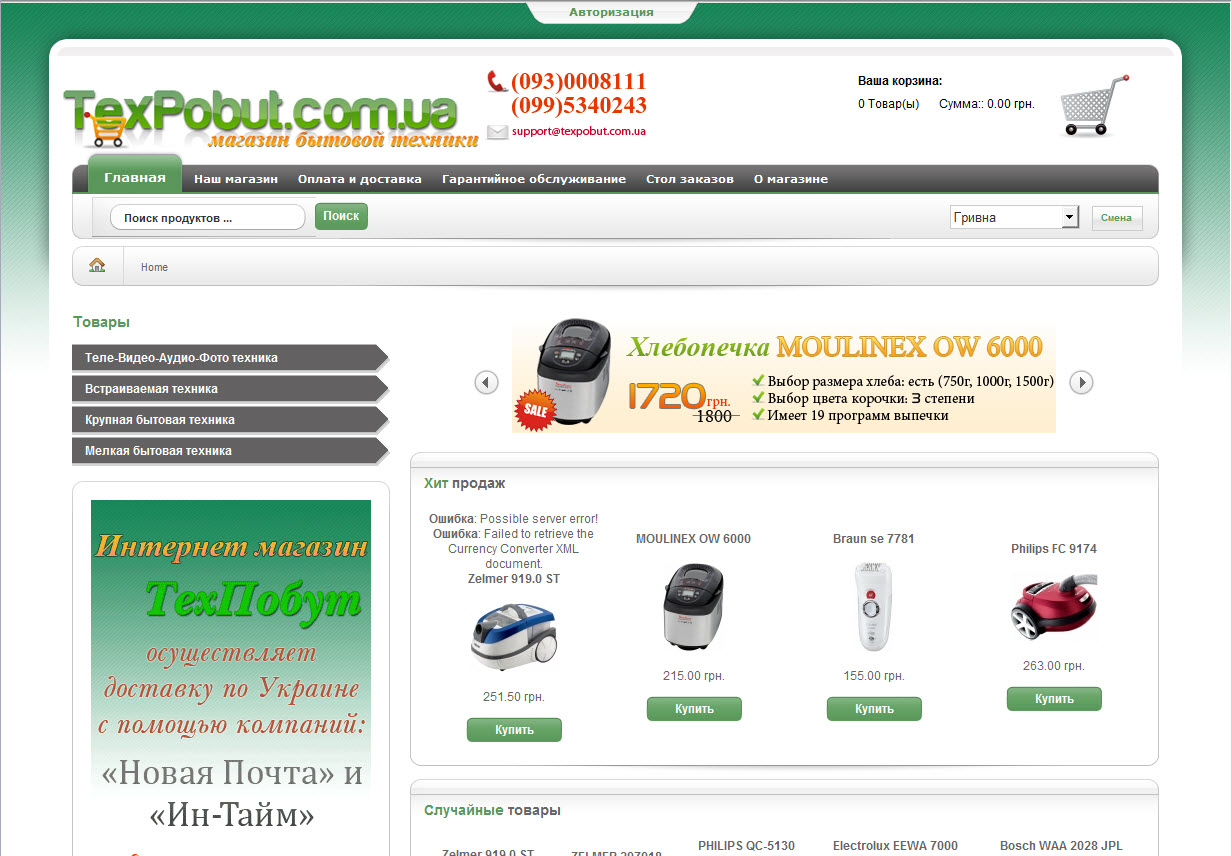 Авторизация
TexPobut.com.ua
магазин бытовой техники
(093)0008111
(099)5340243
support@texpobut.com.ua
Ваша корзина:
0 Товар(ы) Сумма:: 0.00 грн.
Главная Наш магазин Оплата и доставка Гарантийное обслуживание Стол заказов О магазине
Поиск продуктов ... Поиск Гривна Смена
Home
Товары
Теле-Видео-Аудио-Фото техника
Встраиваемая техника
Крупная бытовая техника
Мелкая бытовая техника
Хлебопечка MOULINEX OW 6000
SALE
1720 грн.
1800
Выбор размера хлеба: есть (750г, 1000г, 1500г)
Выбор цвета корочки: 3 степени
Имеет 19 программ выпечки
Интернет магазин
ТехПобут
осуществляет
доставку по Украине
с помощью компаний:
«Новая Почта» и
«Ин-Тайм»
Хит продаж
Ошибка: Possible server error!
Ошибка: Failed to retrieve the
Currency Converter XML
document.
Zelmer 919.0 ST
251.50 грн.
Купить
MOULINEX OW 6000
215.00 грн.
Купить
Braun se 7781
155.00 грн.
Купить
Philips FC 9174
263.00 грн.
Купить
Случайные товары
Zelmer 919.0 ST
PHILIPS QC-5130
Electrolux EEWA 7000
Bosch WAA 2028 JPL